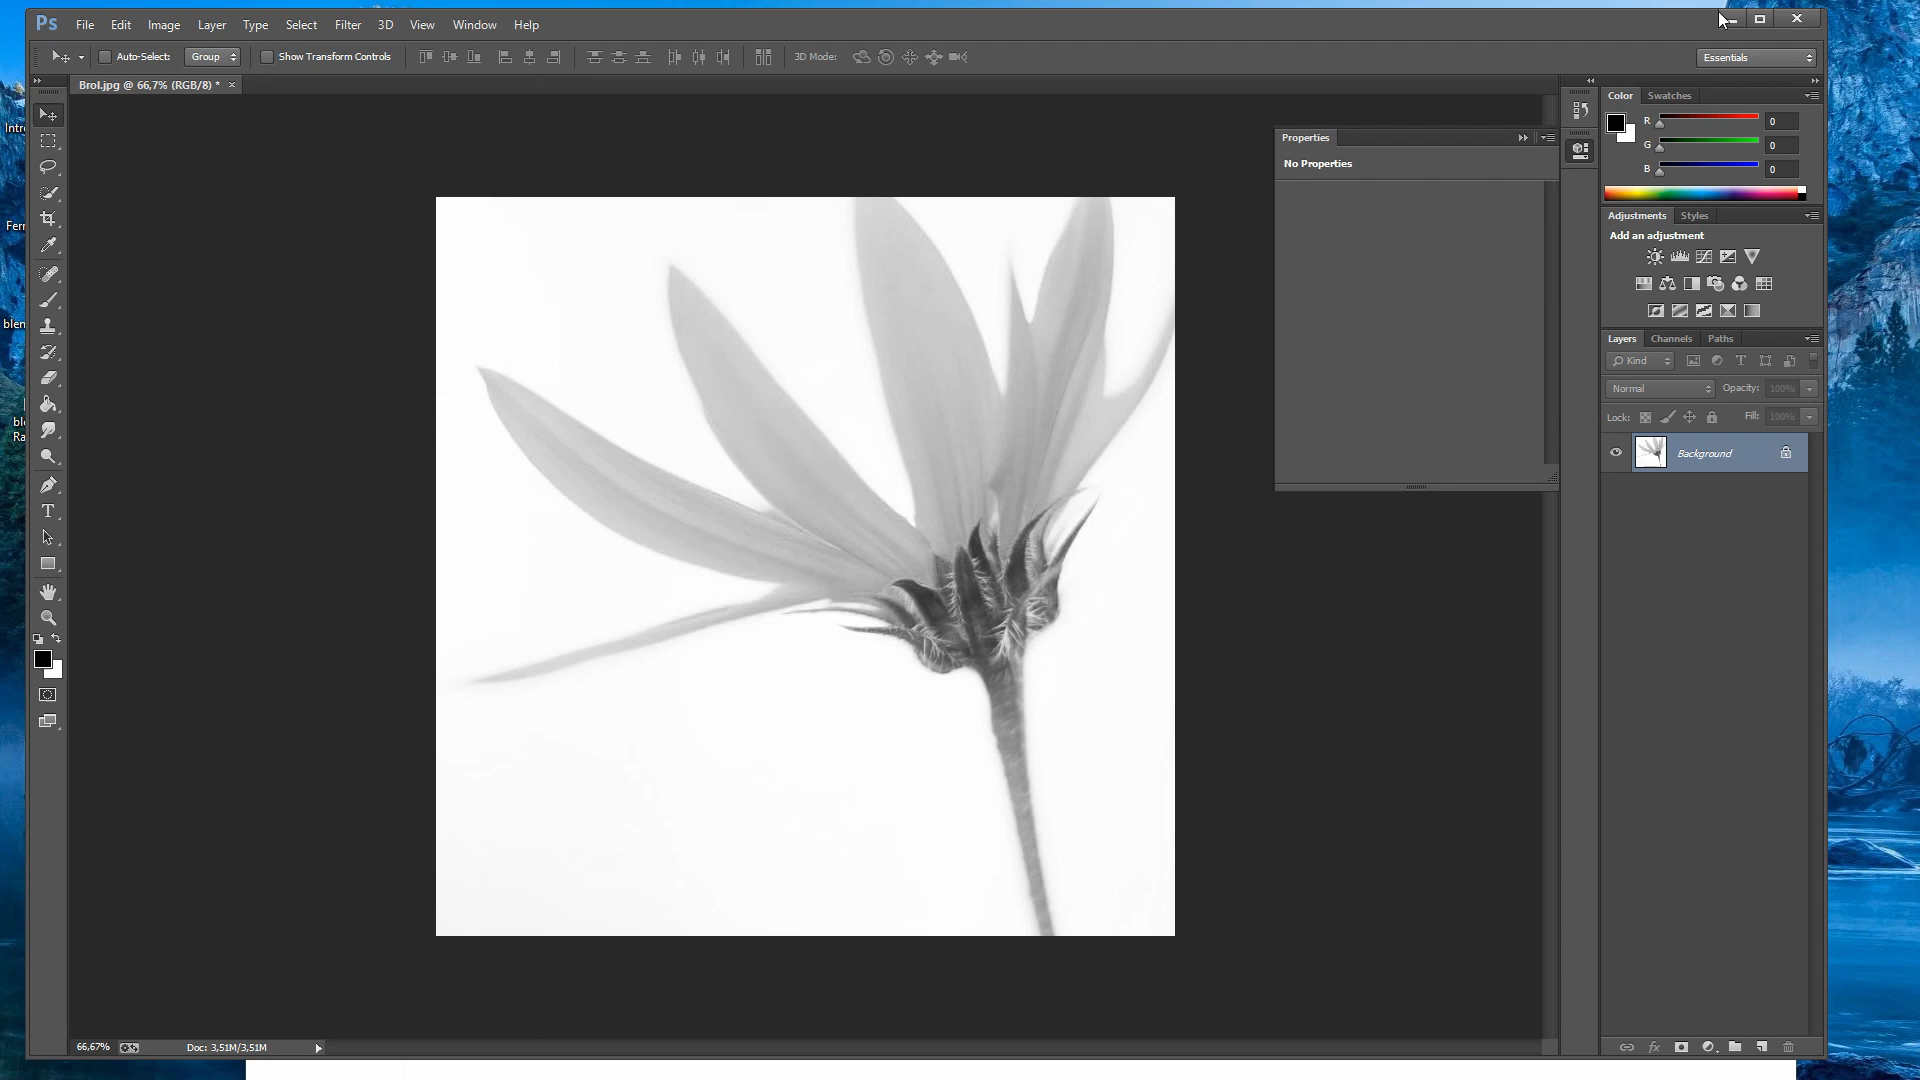 Ps File Edit Image Layer Type Select Filter 3D View Window Help
Auto-Select: Group Show Transform Controls 3D Mode: Essentials
Brol.jpg @ 66,7% (RGB/8) * ×
Properties
No Properties
Color Swatches
R 0
G 0
B 0
Adjustments Styles
Add an adjustment
Layers Channels Paths
Kind
Normal Opacity: 100%
Lock: Fill: 100%
Background
Intr
Fer
blen
ble
Ra
66,67% Doc: 3,51M/3,51M